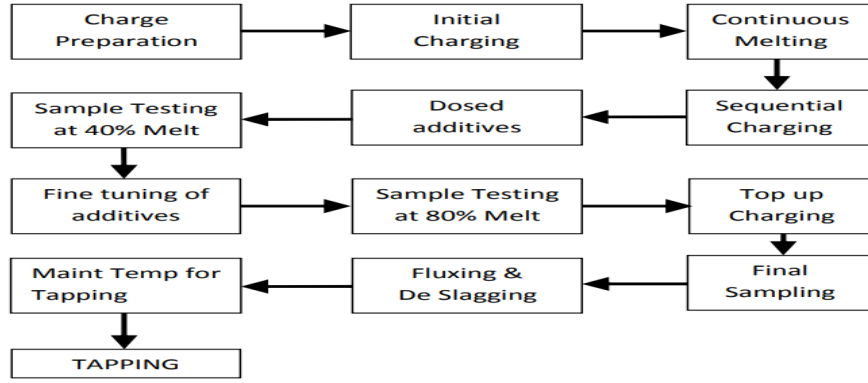 Charge
Preparation
Initial
Charging
Continuous
Melting
Sequential
Charging
Dosed
additives
Sample Testing
at 40% Melt
Fine tuning of
additives
Sample Testing
at 80% Melt
Top up
Charging
Final
Sampling
Fluxing &
De Slagging
Maint Temp for
Tapping
TAPPING